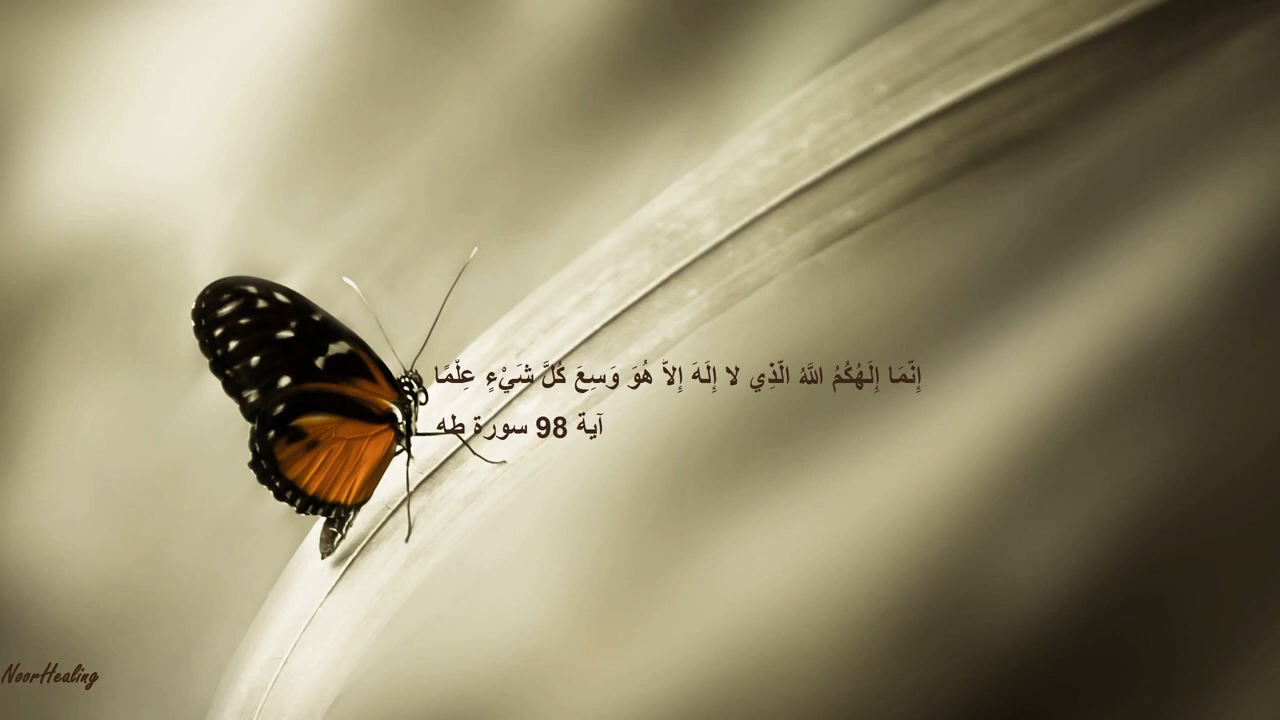 إِنَّمَا إِلَهُكُمُ اللَّهُ الَّذِي لا إِلَهَ إِلاَّ هُوَ وَسِعَ كُلَّ شَيْءٍ عِلْمًا
آية 98 سورة طه
NoorHealing